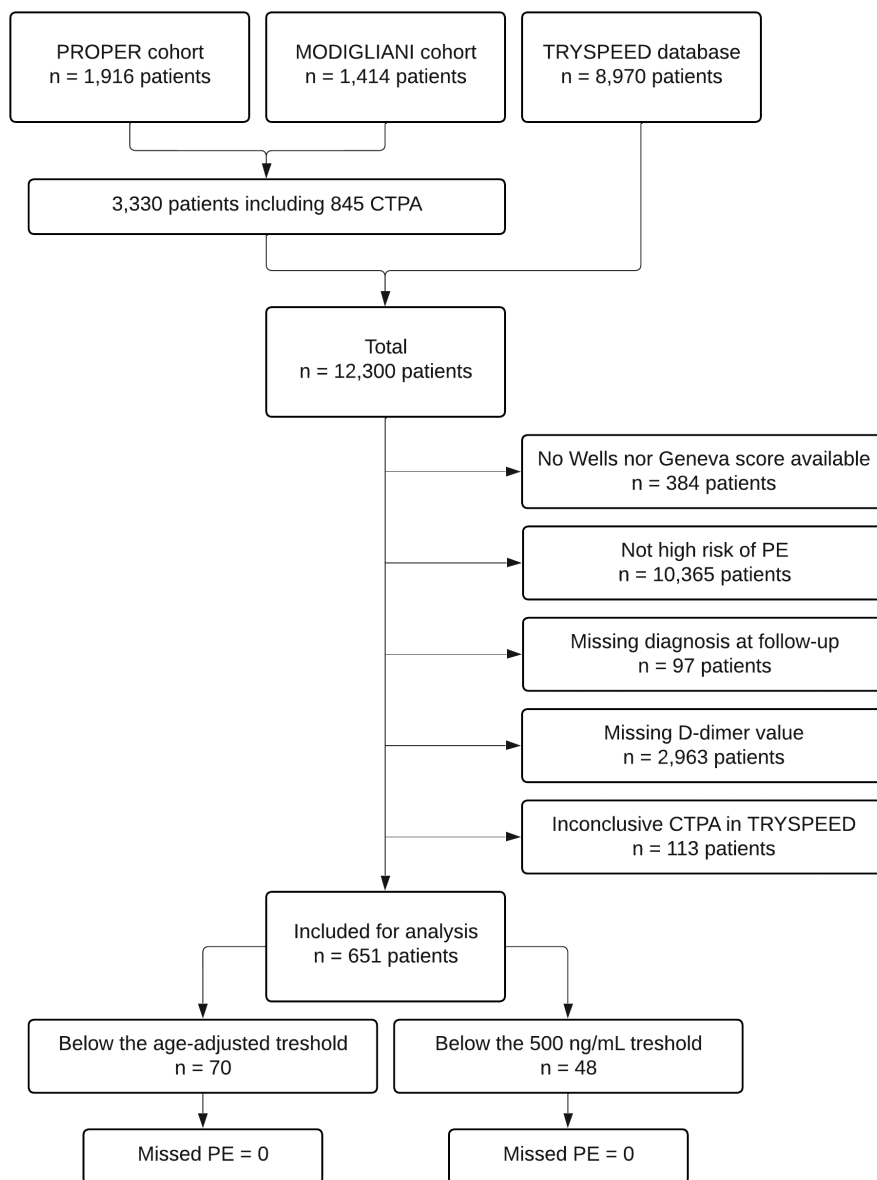 PROPER cohort
n = 1,916 patients
MODIGLIANI cohort
n = 1,414 patients
TRYSPEED database
n = 8,970 patients
3,330 patients including 845 CTPA
Total
n = 12,300 patients
No Wells nor Geneva score available
n = 384 patients
Not high risk of PE
n = 10,365 patients
Missing diagnosis at follow-up
n = 97 patients
Missing D-dimer value
n = 2,963 patients
Inconclusive CTPA in TRYSPEED
n = 113 patients
Included for analysis
n = 651 patients
Below the age-adjusted treshold
n = 70
Below the 500 ng/mL treshold
n = 48
Missed PE = 0
Missed PE = 0